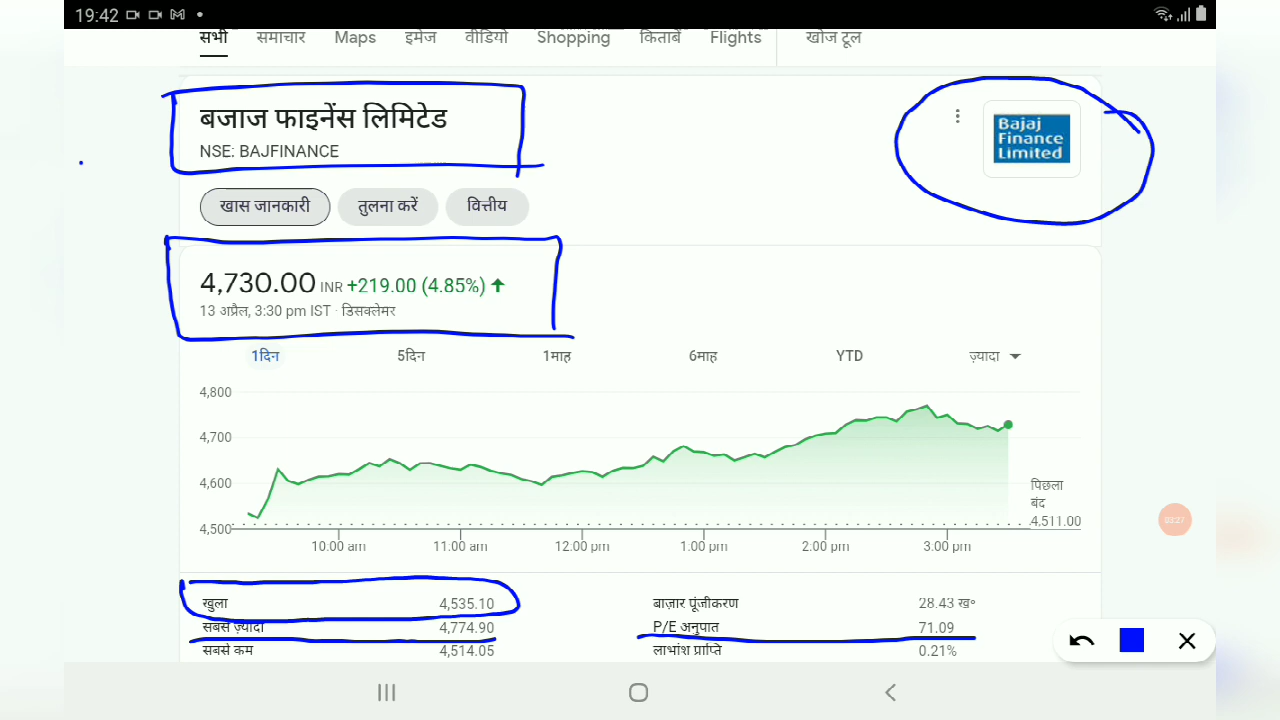 19:42
सभी समाचार Maps इमेज वीडियो Shopping किताबें Flights खोज टूल
बजाज फाइनेंस लिमिटेड
NSE: BAJFINANCE
Bajaj
Finance
Limited
खास जानकारी तुलना करें वित्तीय
4,730.00 INR +219.00 (4.85%) ↑
13 अप्रैल, 3:30 pm IST · डिसक्लेमर
1दिन 5दिन 1माह 6माह YTD ज़्यादा
4,800
4,700
4,600
4,500
पिछला
बंद
4,511.00
03:27
10:00 am 11:00 am 12:00 pm 1:00 pm 2:00 pm 3:00 pm
खुला 4,535.10 बाज़ार पूंजीकरण 28.43 ख॰
सबसे ज़्यादा 4,774.90 P/E अनुपात 71.09
सबसे कम 4,514.05 लाभांश प्राप्ति 0.21%